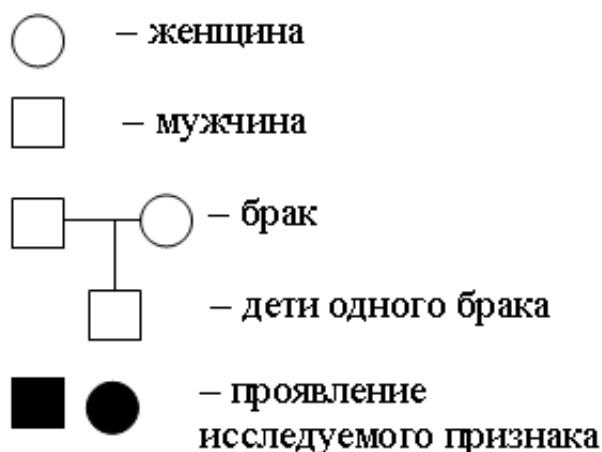 – женщина
– мужчина
– брак
– дети одного брака
– проявление
исследуемого признака